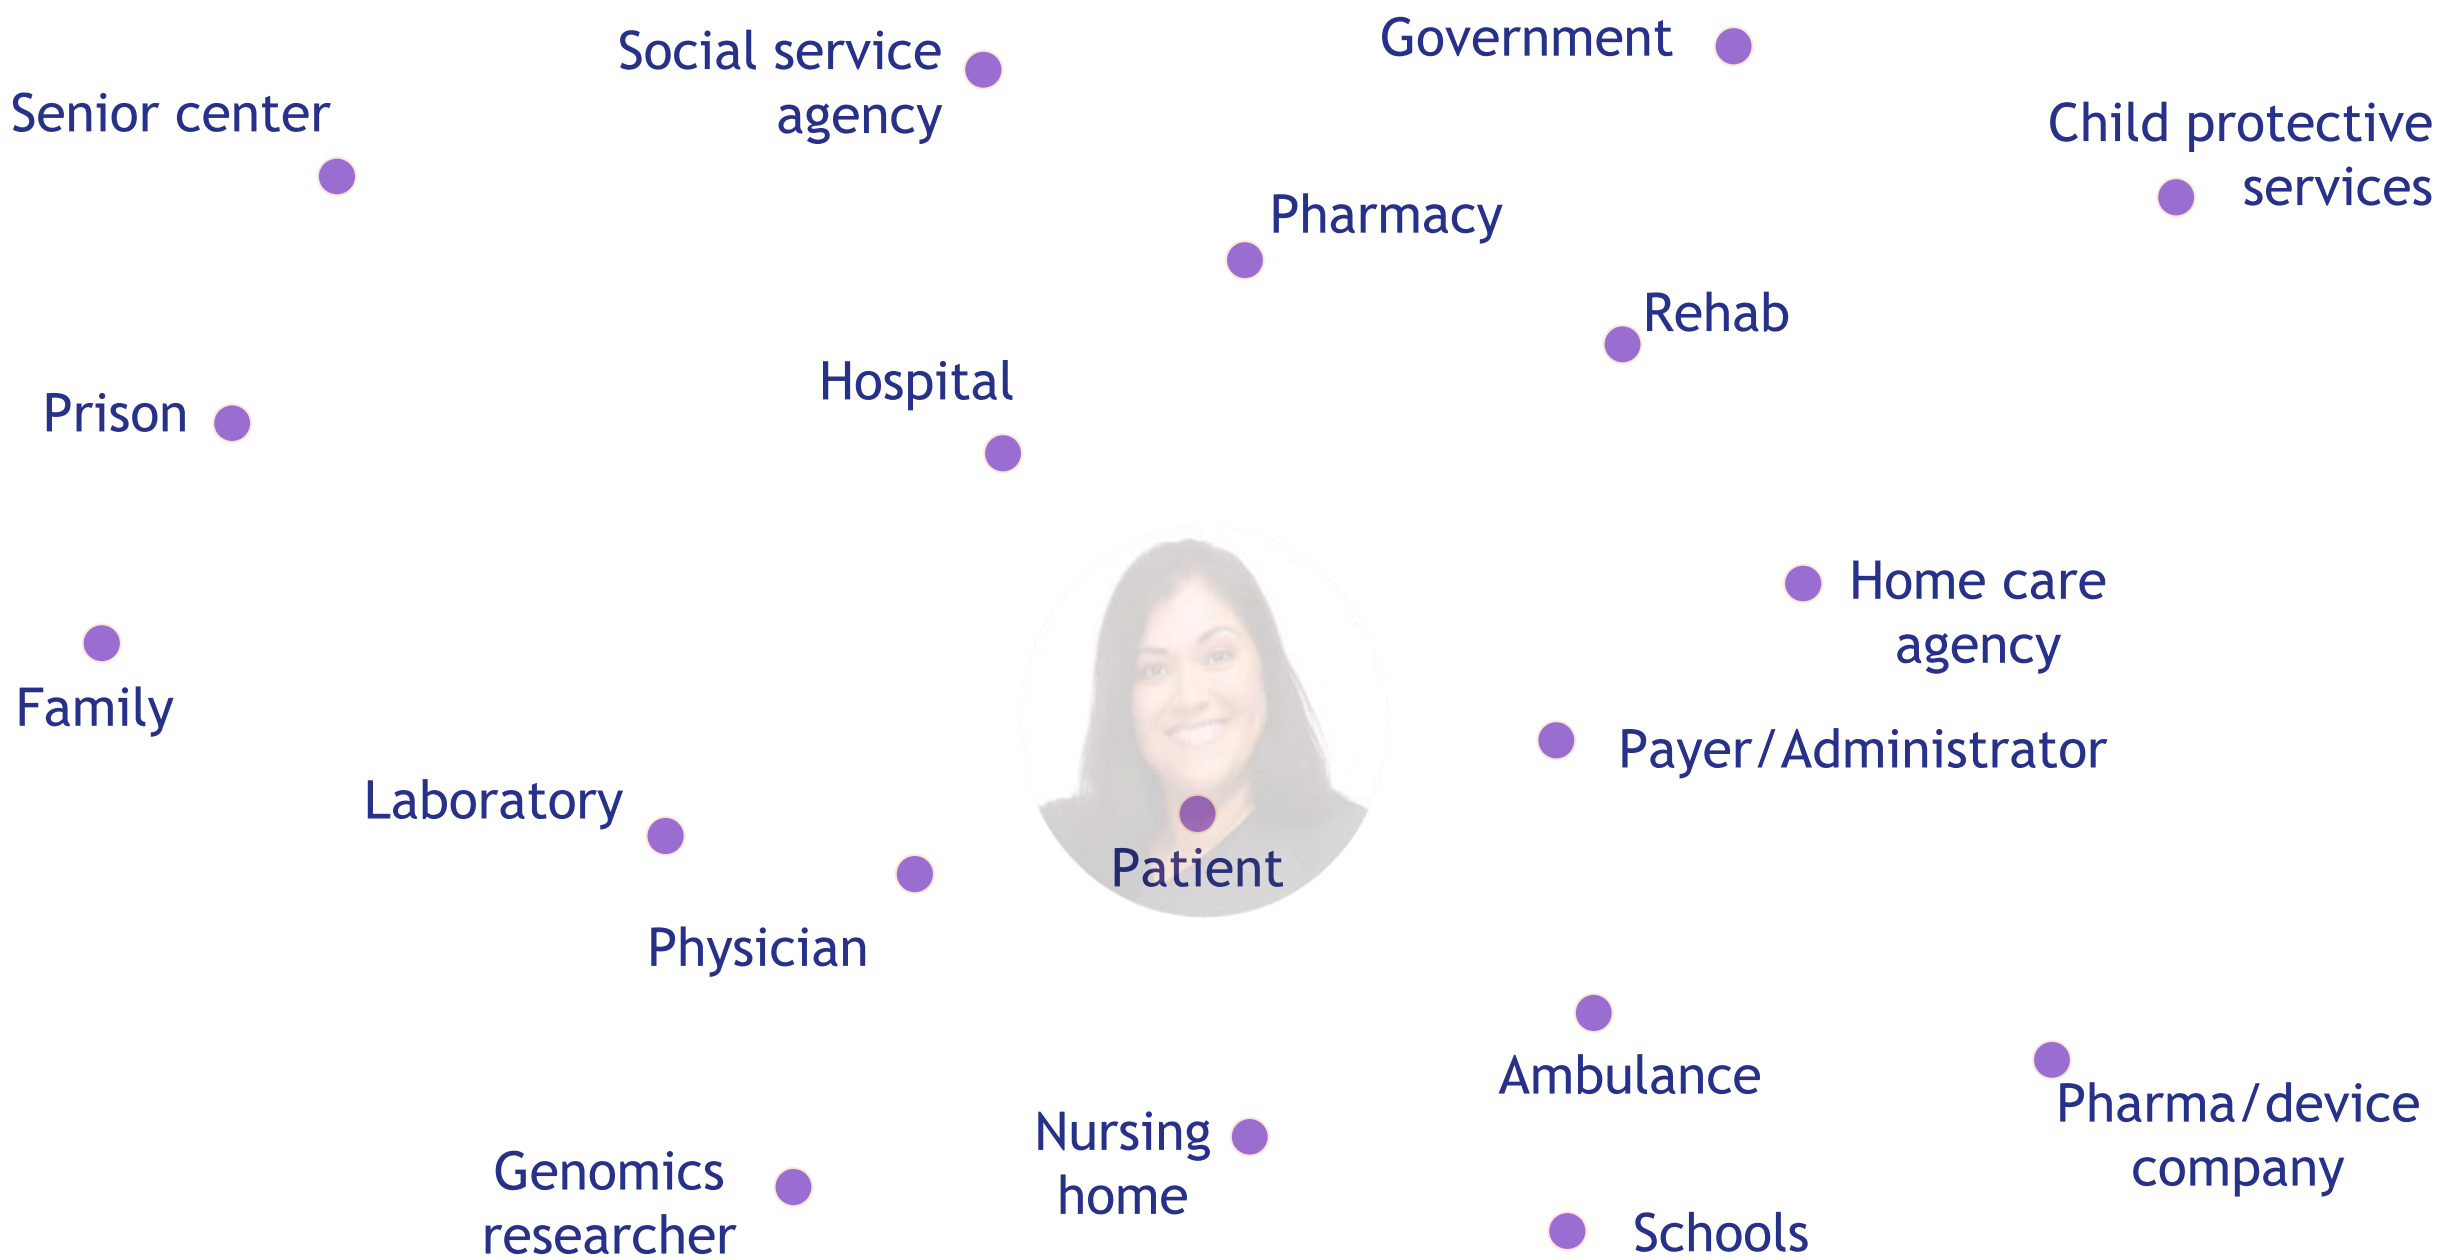 Government
Social service
agency
Senior center
Child protective
services
Pharmacy
Rehab
Hospital
Prison
Home care
agency
Family
Payer/Administrator
Laboratory
Patient
Physician
Ambulance
Pharma/device
company
Nursing
home
Genomics
researcher
Schools